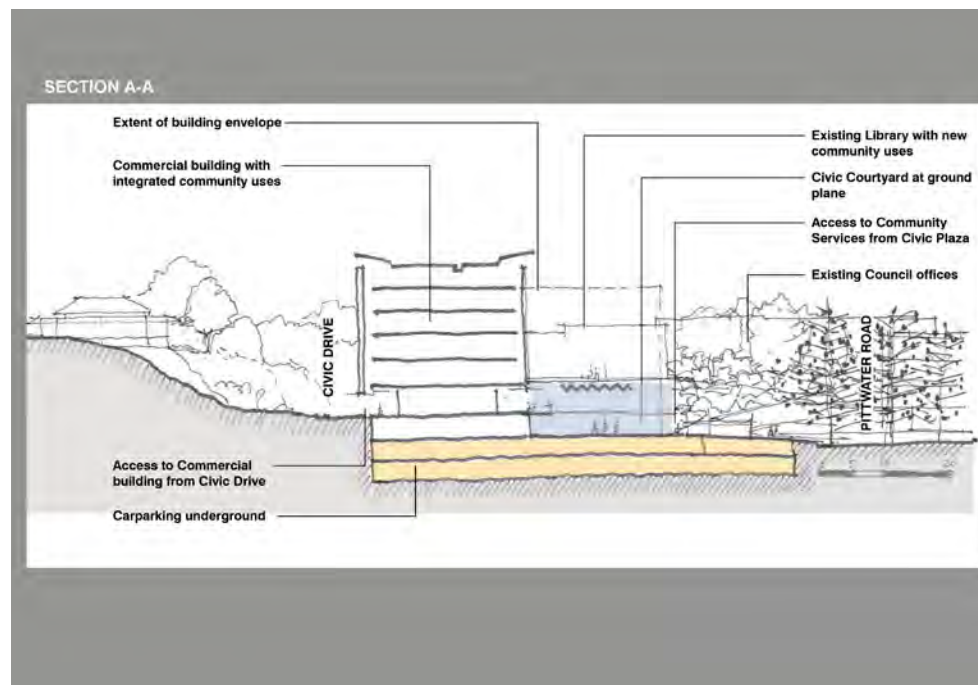 SECTION A-A
Extent of building envelope
Commercial building with
integrated community uses
Existing Library with new
community uses
Civic Courtyard at ground
plane
Access to Community
Services from Civic Plaza
Existing Council offices
CIVIC DRIVE
PITTWATER ROAD
Access to Commercial
building from Civic Drive
Carparking underground